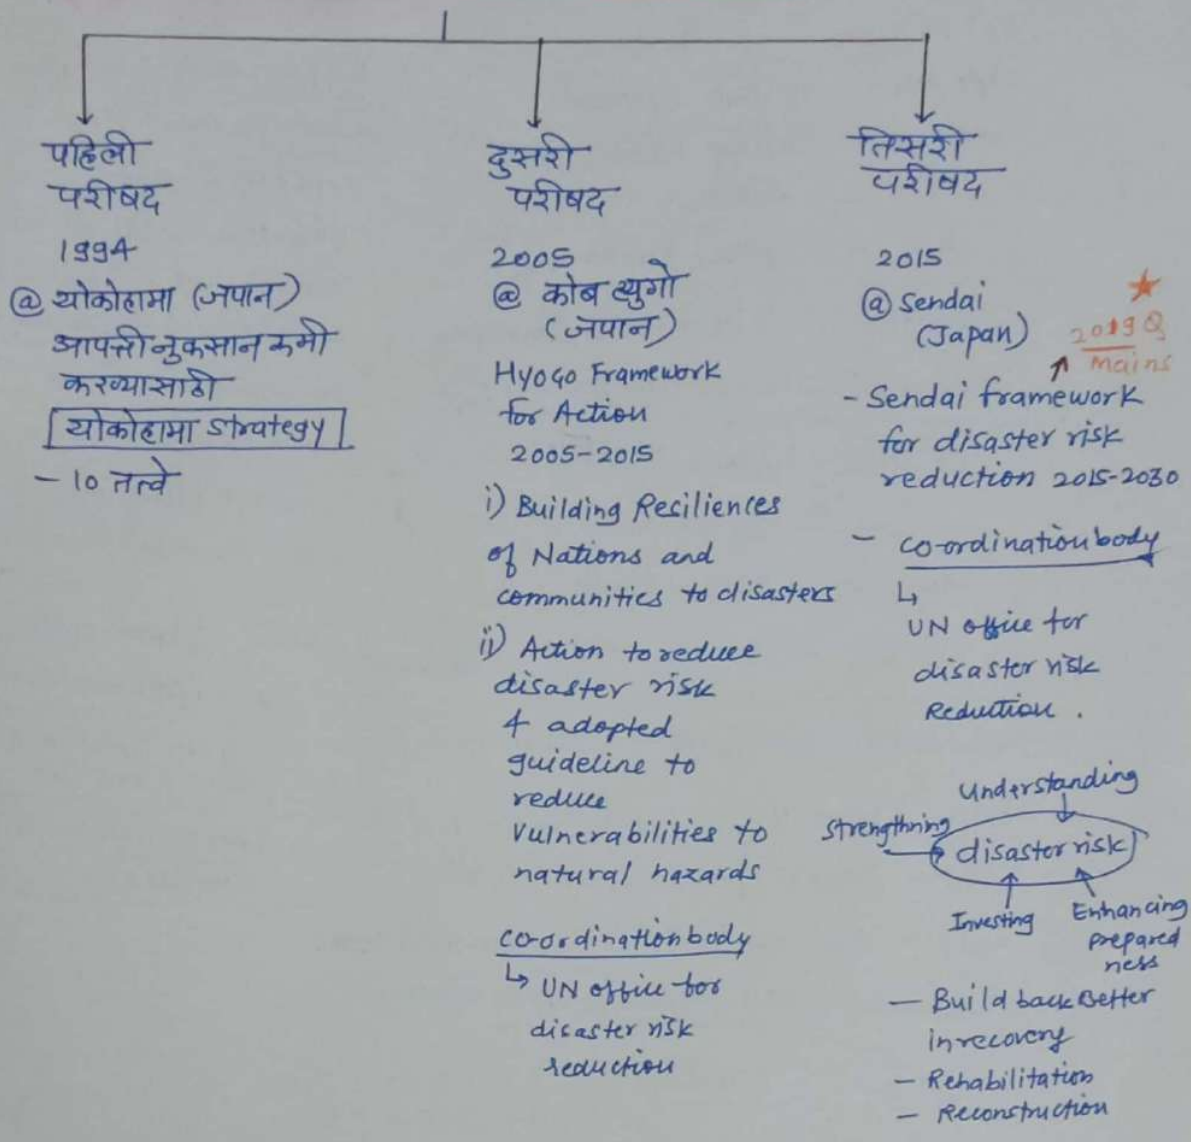 पहिली
परीषद
1994
@ योकोहामा (जपान)
आपत्ती नुकसान कमी
करण्यासाठी
योकोहामा strategy
- 10 तत्वे
दुसरी
परीषद
2005
@ कोब ह्युगो
(जपान)
Hyogo Framework
for Action
2005-2015
i) Building Resiliences
of Nations and
communities to disasters
ii) Action to reduce
disaster risk
& adopted
guideline to
reduce
vulnerabilities to
natural hazards
co-ordination body
↳ UN office for
disaster risk
reduction
तिसरी
परीषद
2015
@ Sendai
(Japan)
2019 Q
Mains
- Sendai framework
for disaster risk
reduction 2015-2030
- co-ordination body
↳
UN office for
disaster risk
Reduction.
Understanding
Strengthning
disaster risk
Investing
Enhancing
prepared
ness
- Build back Better
in recovery
- Rehabilitation
- Reconstruction